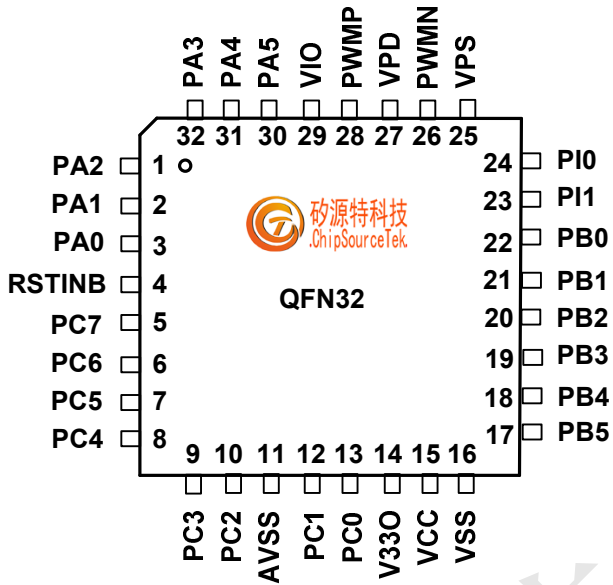 PA3 PA4 PA5 VIO PWMP VPD PWMN VPS
32 31 30 29 28 27 26 25
PA2 1 24 PI0
PA1 2 23 PI1
PA0 3 22 PB0
RSTINB 4 21 PB1
PC7 5 20 PB2
PC6 6 19 PB3
PC5 7 18 PB4
PC4 8 17 PB5
矽源特科技
.ChipSourceTek.
QFN32
9 10 11 12 13 14 15 16
PC3 PC2 AVSS PC1 PC0 V33O VCC VSS